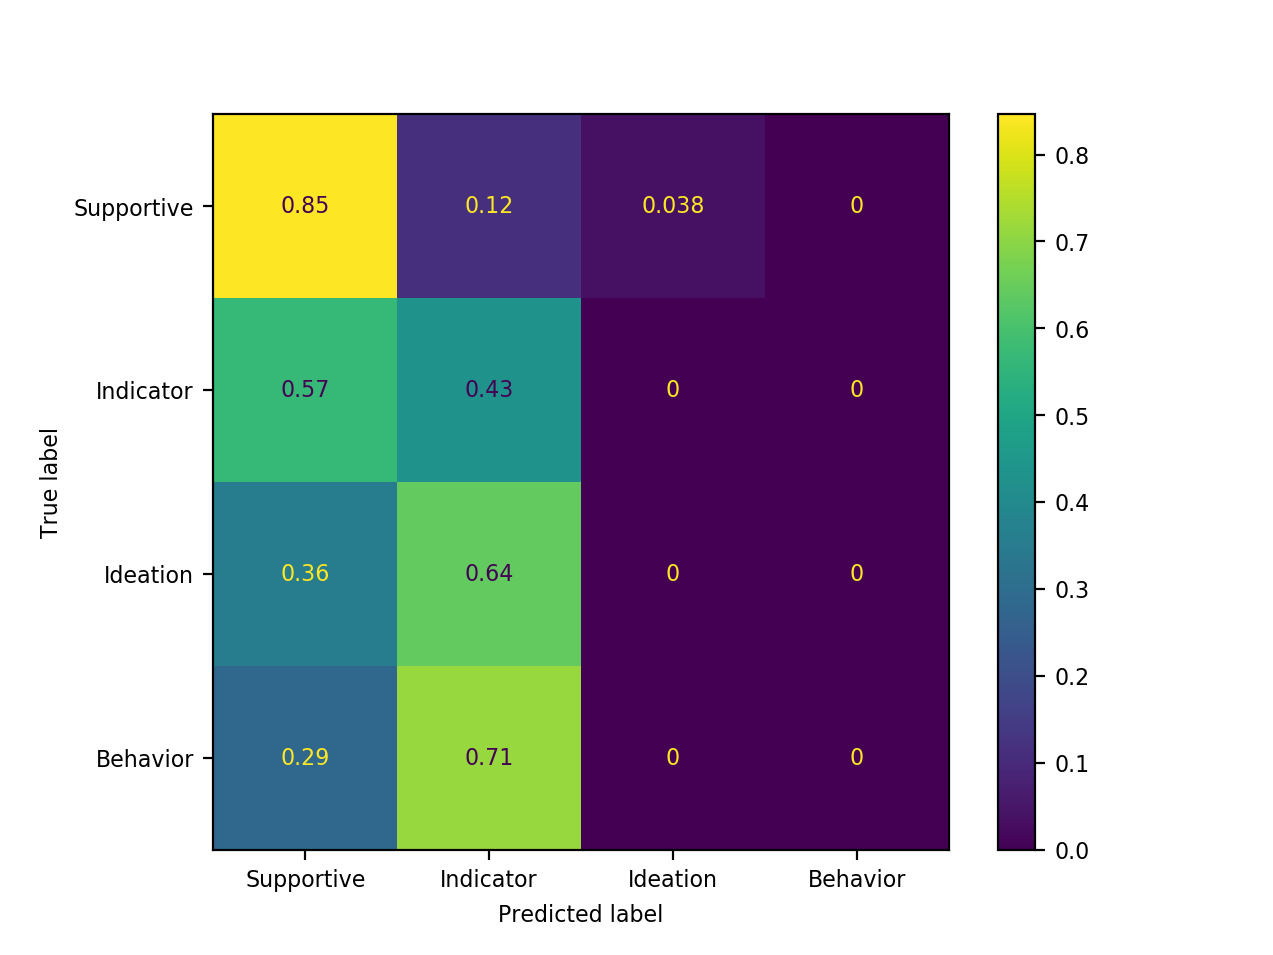 Supportive 0.85 0.12 0.038 0
Indicator 0.57 0.43 0 0
Ideation 0.36 0.64 0 0
Behavior 0.29 0.71 0 0
Supportive Indicator Ideation Behavior
Predicted label
True label
0.8
0.7
0.6
0.5
0.4
0.3
0.2
0.1
0.0